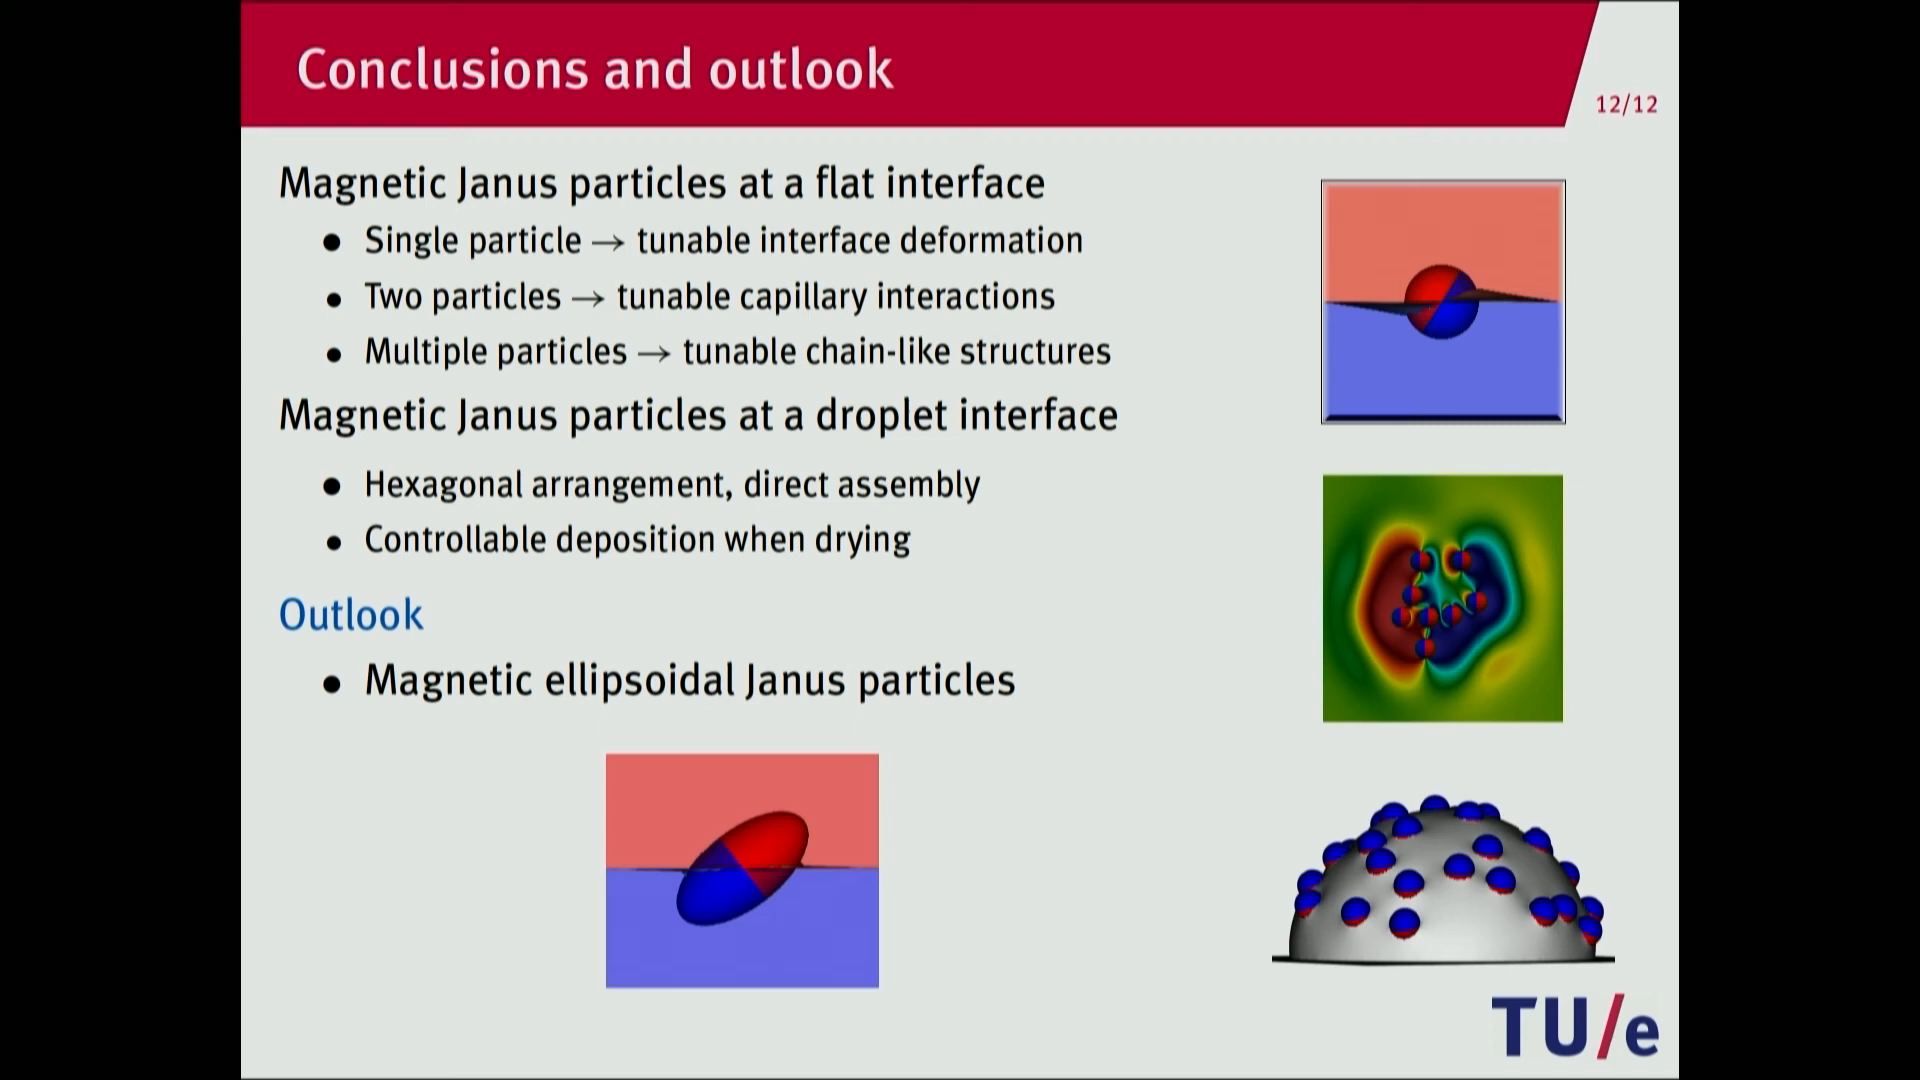 Conclusions and outlook
12/12
Magnetic Janus particles at a flat interface
• Single particle → tunable interface deformation
• Two particles → tunable capillary interactions
• Multiple particles → tunable chain-like structures
Magnetic Janus particles at a droplet interface
• Hexagonal arrangement, direct assembly
• Controllable deposition when drying
Outlook
• Magnetic ellipsoidal Janus particles
TU/e